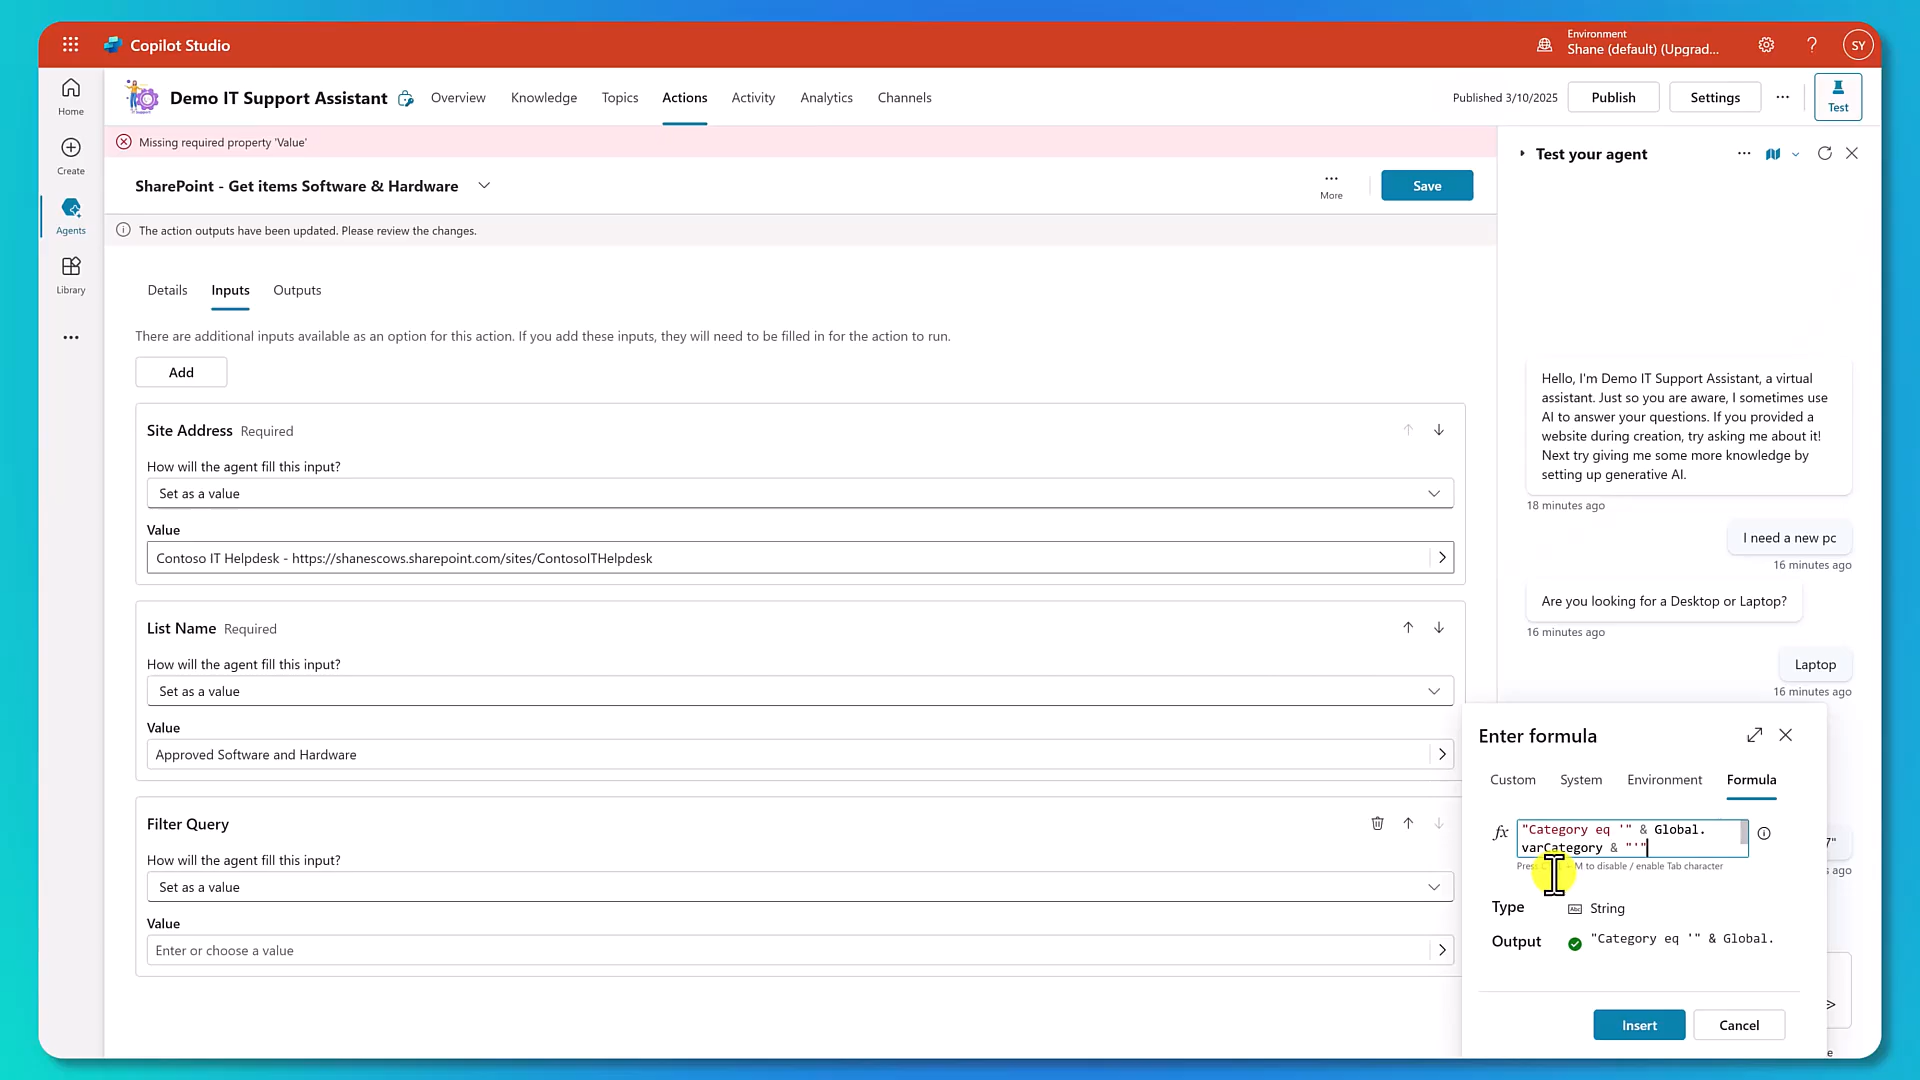 Copilot Studio
Environment
Shane (default) (Upgrad...
SY
Home
Create
Agents
Library
Demo IT Support Assistant
Overview
Knowledge
Topics
Actions
Activity
Analytics
Channels
Published 3/10/2025
Publish
Settings
Test
Missing required property 'Value'
SharePoint - Get items Software & Hardware
More
Save
The action outputs have been updated. Please review the changes.
Details
Inputs
Outputs
There are additional inputs available as an option for this action. If you add these inputs, they will need to be filled in for the action to run.
Add
Site Address Required
How will the agent fill this input?
Set as a value
Value
Contoso IT Helpdesk - https://shanescows.sharepoint.com/sites/ContosoITHelpdesk
List Name Required
How will the agent fill this input?
Set as a value
Value
Approved Software and Hardware
Filter Query
How will the agent fill this input?
Set as a value
Value
Enter or choose a value
Test your agent
Hello, I'm Demo IT Support Assistant, a virtual
assistant. Just so you are aware, I sometimes use
AI to answer your questions. If you provided a
website during creation, try asking me about it!
Next try giving me some more knowledge by
setting up generative AI.
18 minutes ago
I need a new pc
16 minutes ago
Are you looking for a Desktop or Laptop?
16 minutes ago
Laptop
16 minutes ago
7"
s ago
Enter formula
Custom
System
Environment
Formula
fx
"Category eq '" & Global.
varCategory & "'"
M to disable / enable Tab character
Type
Abc String
Output
"Category eq '" & Global.
Insert
Cancel
e